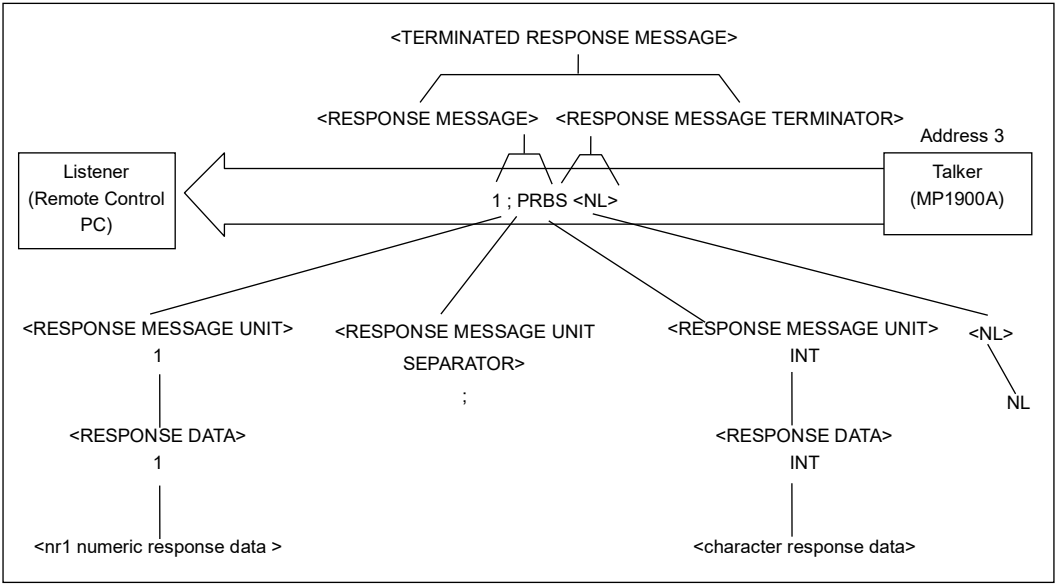 <TERMINATED RESPONSE MESSAGE>
<RESPONSE MESSAGE> <RESPONSE MESSAGE TERMINATOR>
Address 3
Listener
(Remote Control
PC)
1 ; PRBS <NL>
Talker
(MP1900A)
<RESPONSE MESSAGE UNIT>
1
<RESPONSE MESSAGE UNIT
SEPARATOR>
;
<RESPONSE MESSAGE UNIT>
INT
<NL>
NL
<RESPONSE DATA>
1
<RESPONSE DATA>
INT
<nr1 numeric response data >
<character response data>